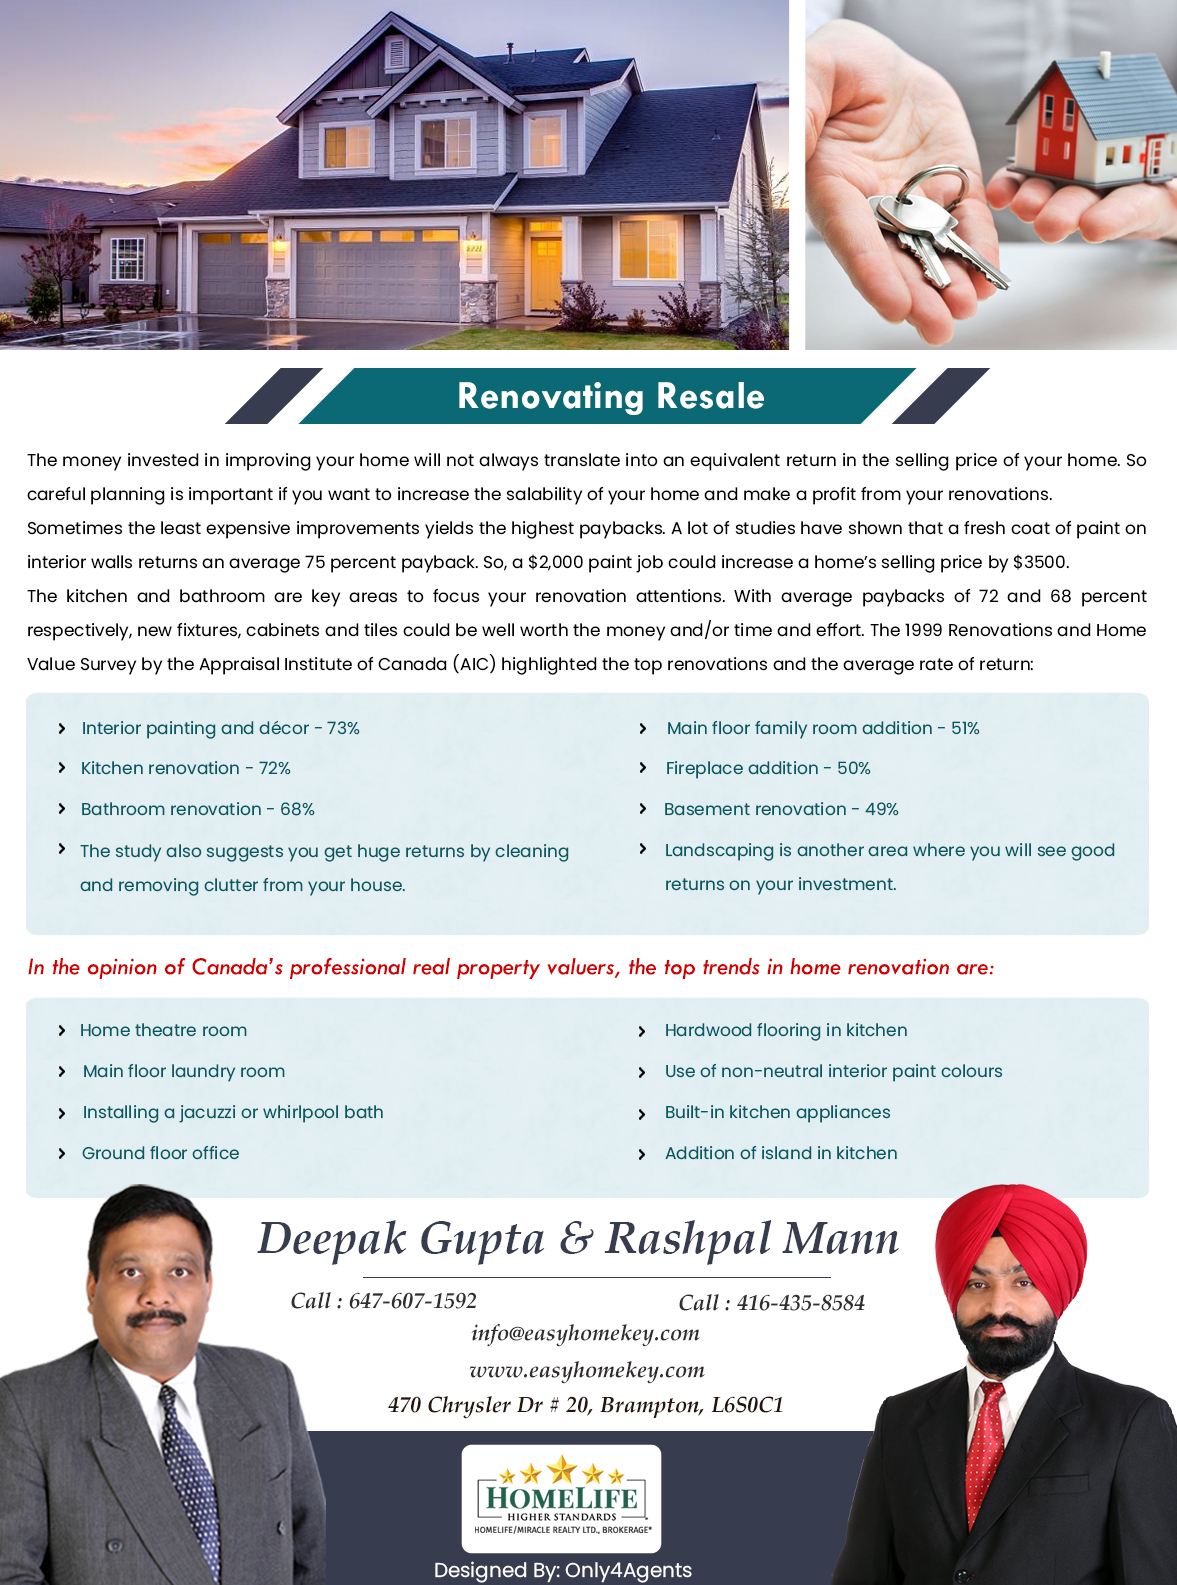 Renovating Resale
The money invested in improving your home will not always translate into an equivalent return in the selling price of your home. So
careful planning is important if you want to increase the salability of your home and make a profit from your renovations.
Sometimes the least expensive improvements yields the highest paybacks. A lot of studies have shown that a fresh coat of paint on
interior walls returns an average 75 percent payback. So, a $2,000 paint job could increase a home's selling price by $3500.
The kitchen and bathroom are key areas to focus your renovation attentions. With average paybacks of 72 and 68 percent
respectively, new fixtures, cabinets and tiles could be well worth the money and/or time and effort. The 1999 Renovations and Home
Value Survey by the Appraisal Institute of Canada (AIC) highlighted the top renovations and the average rate of return:
Interior painting and décor - 73%
Kitchen renovation - 72%
Bathroom renovation - 68%
The study also suggests you get huge returns by cleaning
and removing clutter from your house.
Main floor family room addition - 51%
Fireplace addition - 50%
Basement renovation - 49%
Landscaping is another area where you will see good
returns on your investment.
In the opinion of Canada's professional real property valuers, the top trends in home renovation are:
Home theatre room
Main floor laundry room
Installing a jacuzzi or whirlpool bath
Ground floor office
Hardwood flooring in kitchen
Use of non-neutral interior paint colours
Built-in kitchen appliances
Addition of island in kitchen
Deepak Gupta & Rashpal Mann
Call : 647-607-1592
Call : 416-435-8584
info@easyhomekey.com
www.easyhomekey.com
470 Chrysler Dr # 20, Brampton, L6S0C1
HOMELIFE
HIGHER STANDARDS
HOMELIFE/MIRACLE REALTY LTD., BROKERAGE*
Designed By: Only4Agents